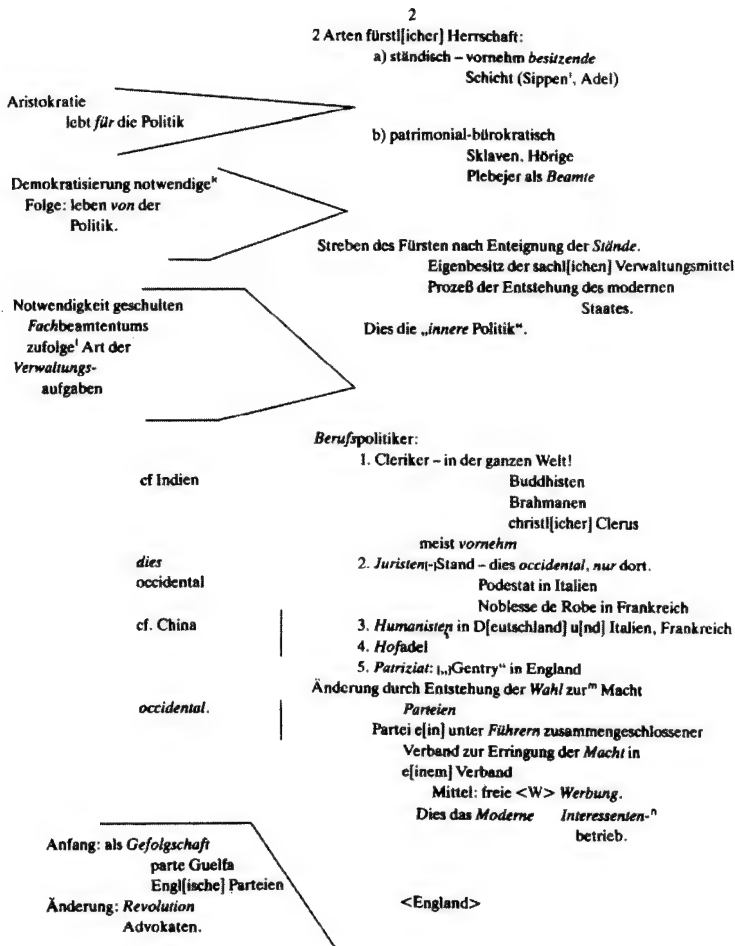 2
2 Arten fürstl[icher] Herrschaft:
a) ständisch – vornehm besitzende
Schicht (Sippenⁱ, Adel)
Aristokratie
lebt für die Politik
b) patrimonial-bürokratisch
Sklaven, Hörige
Plebejer als Beamte
Demokratisierung notwendigeᵏ
Folge: leben von der
Politik.
Streben des Fürsten nach Enteignung der Stände.
Eigenbesitz der sachl[ichen] Verwaltungsmittel
Prozeß der Entstehung des modernen
Staates.
Dies die „innere Politik“.
Notwendigkeit geschulten
Fachbeamtentums
zufolgeˡ Art der
Verwaltungs-
aufgaben
Berufspolitiker:
1. Cleriker – in der ganzen Welt!
cf Indien
Buddhisten
Brahmanen
christl[icher] Clerus
meist vornehm
dies
occidental
2. Juristen[-]Stand – dies occidental, nur dort.
Podestat in Italien
Noblesse de Robe in Frankreich
cf. China
3. Humanisten in D[eutschland] u[nd] Italien, Frankreich
4. Hofadel
5. Patriziat: [„]Gentry“ in England
Änderung durch Entstehung der Wahl zurᵐ Macht
occidental.
Parteien
Partei e[in] unter Führern zusammengeschlossener
Verband zur Erringung der Macht in
e[inem] Verband
Mittel: freie <W> Werbung.
Dies das Moderne Interessenten-ⁿ
betrieb.
Anfang: als Gefolgschaft
parte Guelfa
Engl[ische] Parteien
Änderung: Revolution
Advokaten.
<England>